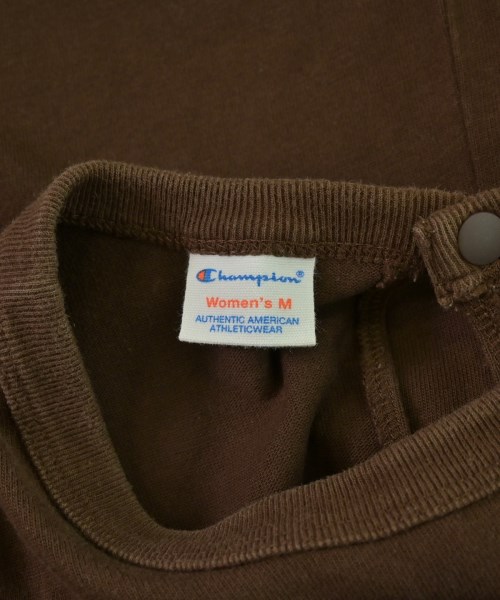 Champion®
Women's M
AUTHENTIC AMERICAN
ATHLETICWEAR